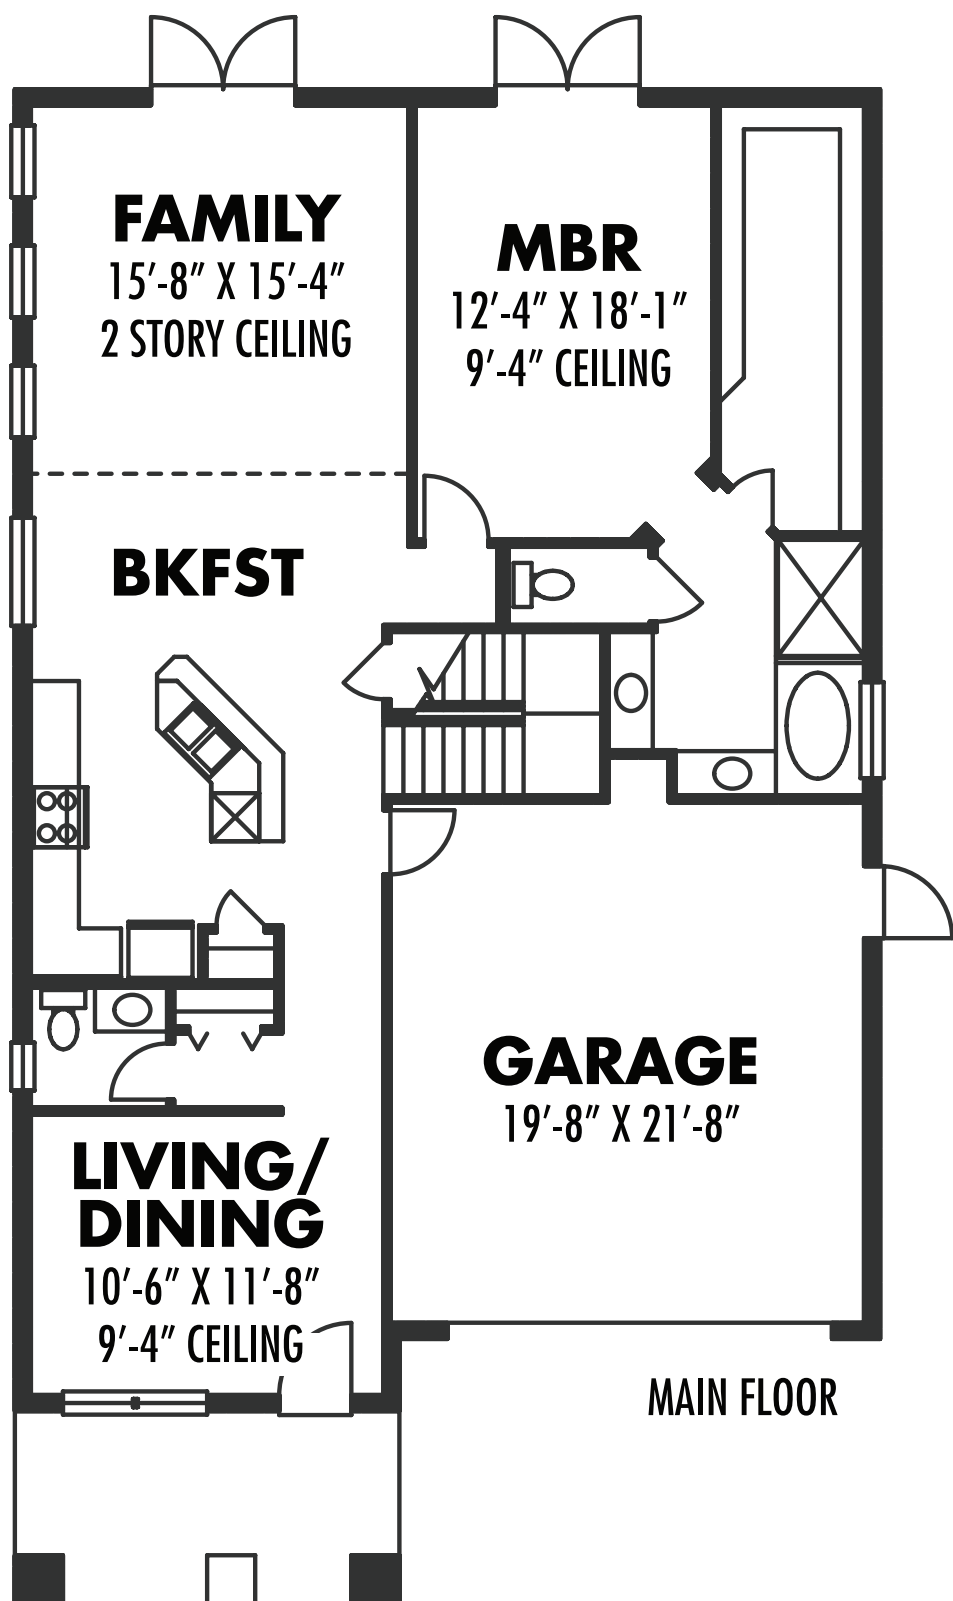 FAMILY
15'-8" X 15'-4"
2 STORY CEILING
MBR
12'-4" X 18'-1"
9'-4" CEILING
BKFST
GARAGE
19'-8" X 21'-8"
LIVING/
DINING
10'-6" X 11'-8"
9'-4" CEILING
MAIN FLOOR